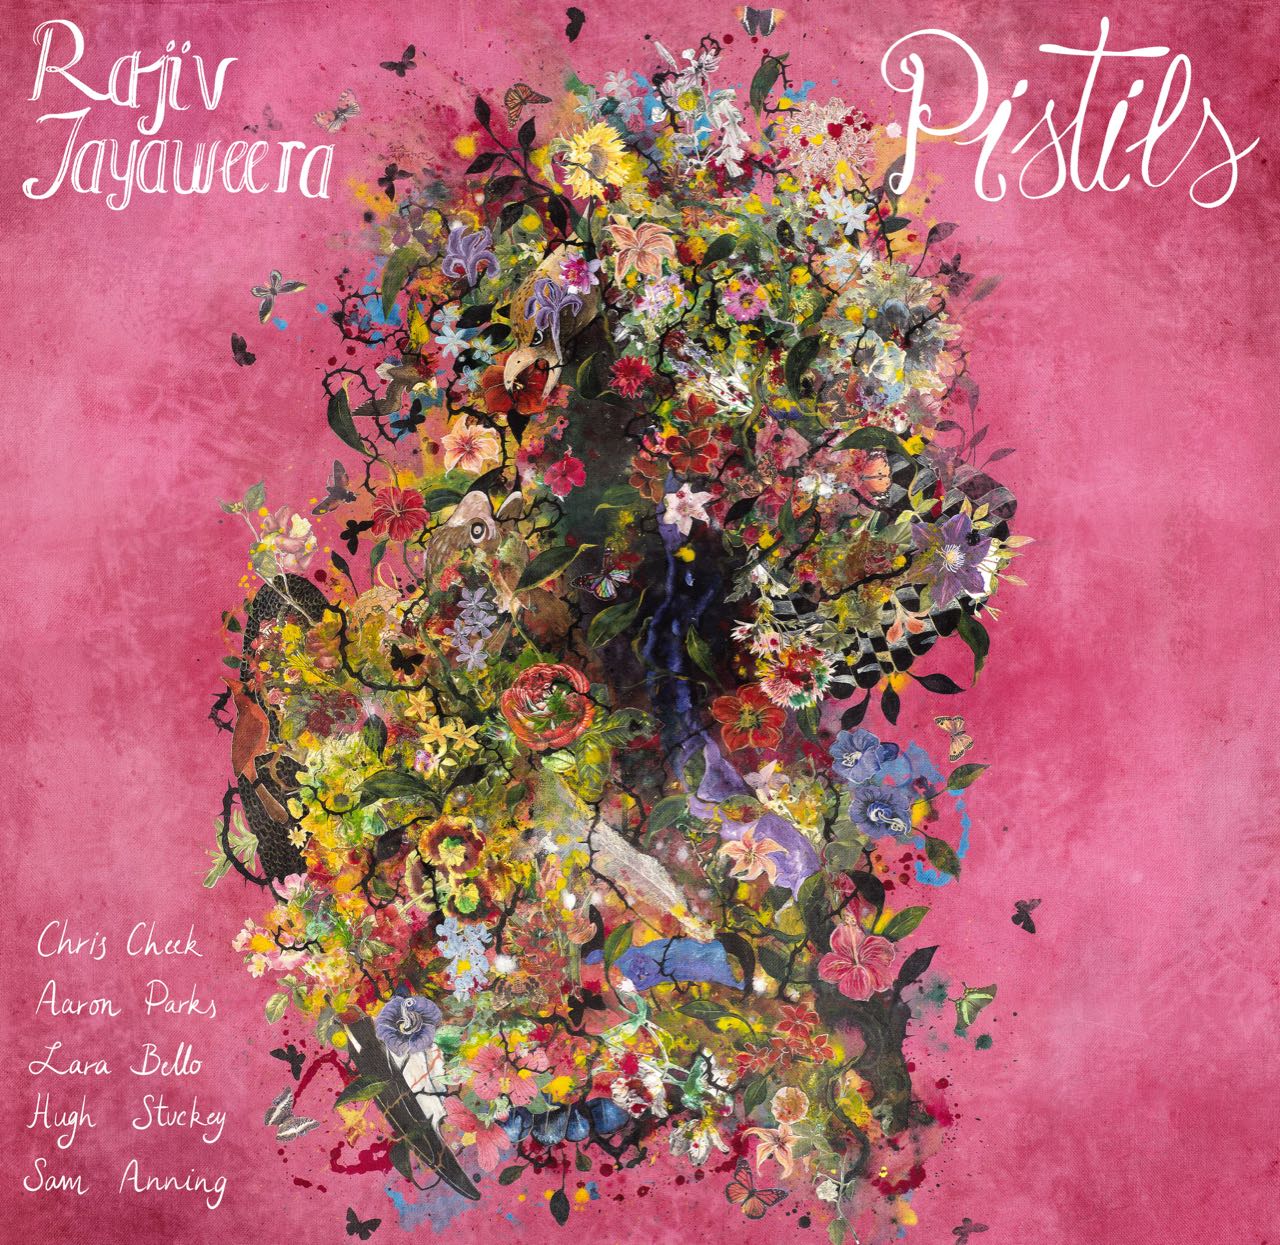 Rajiv
Jayaweera
Pistils
Chris Cheek
Aaron Parks
Lara Bello
Hugh Stuckey
Sam Anning